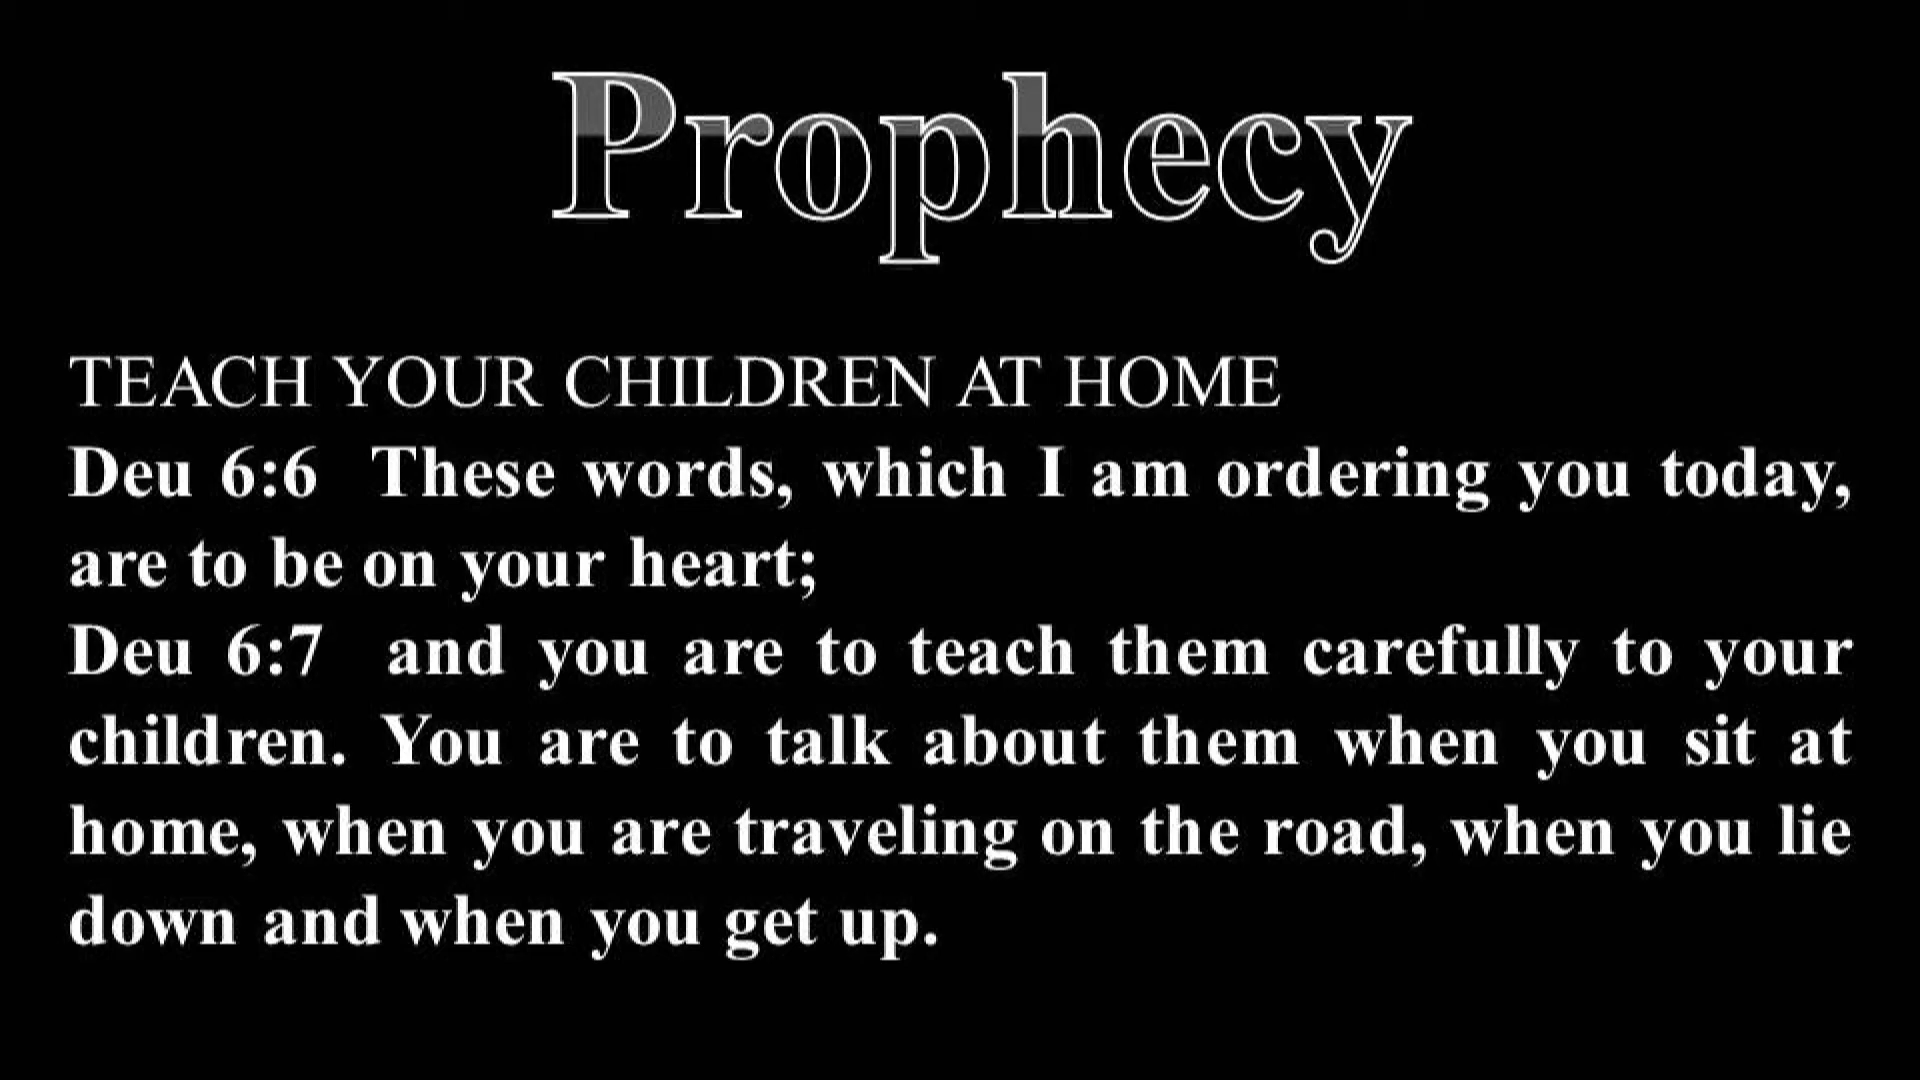 Prophecy
TEACH YOUR CHILDREN AT HOME
Deu 6:6 These words, which I am ordering you today,
are to be on your heart;
Deu 6:7 and you are to teach them carefully to your
children. You are to talk about them when you sit at
home, when you are traveling on the road, when you lie
down and when you get up.